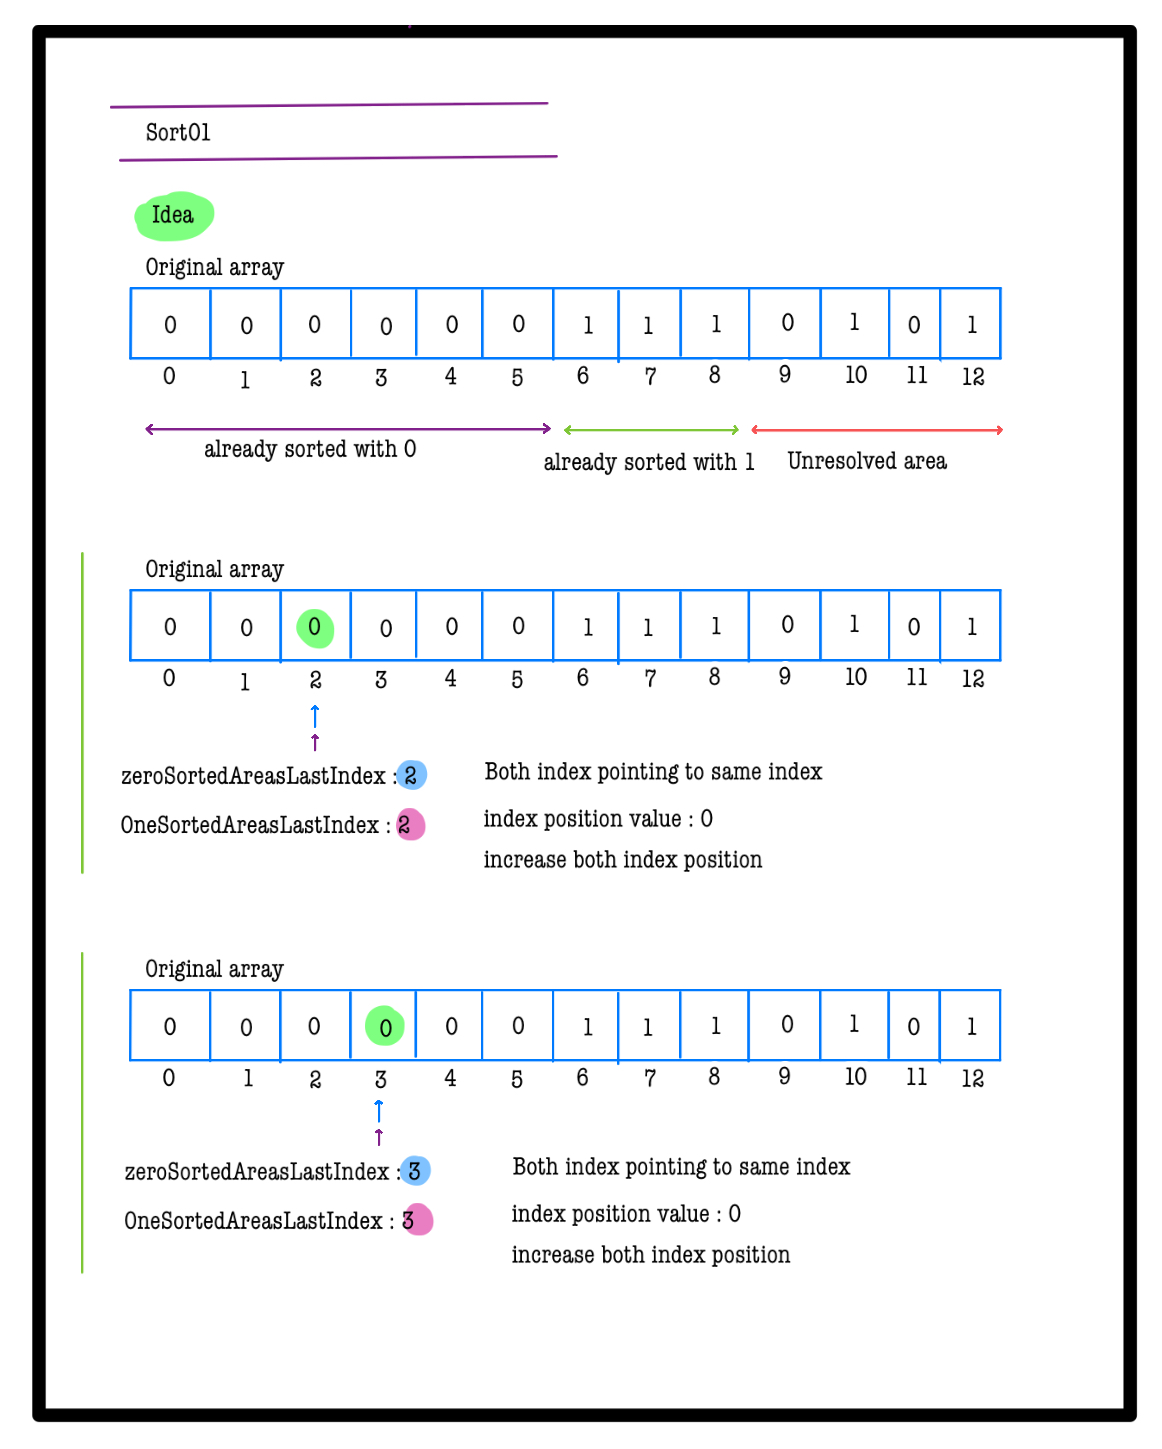 Sort01
Idea
Original array
0 0 0 0 0 0 1 1 1 0 1 0 1
0 1 2 3 4 5 6 7 8 9 10 11 12
already sorted with 0 already sorted with 1 Unresolved area
Original array
0 0 0 0 0 0 1 1 1 0 1 0 1
0 1 2 3 4 5 6 7 8 9 10 11 12
zeroSortedAreasLastIndex : 2
OneSortedAreasLastIndex : 2
Both index pointing to same index
index position value : 0
increase both index position
Original array
0 0 0 0 0 0 1 1 1 0 1 0 1
0 1 2 3 4 5 6 7 8 9 10 11 12
zeroSortedAreasLastIndex : 3
OneSortedAreasLastIndex : 3
Both index pointing to same index
index position value : 0
increase both index position